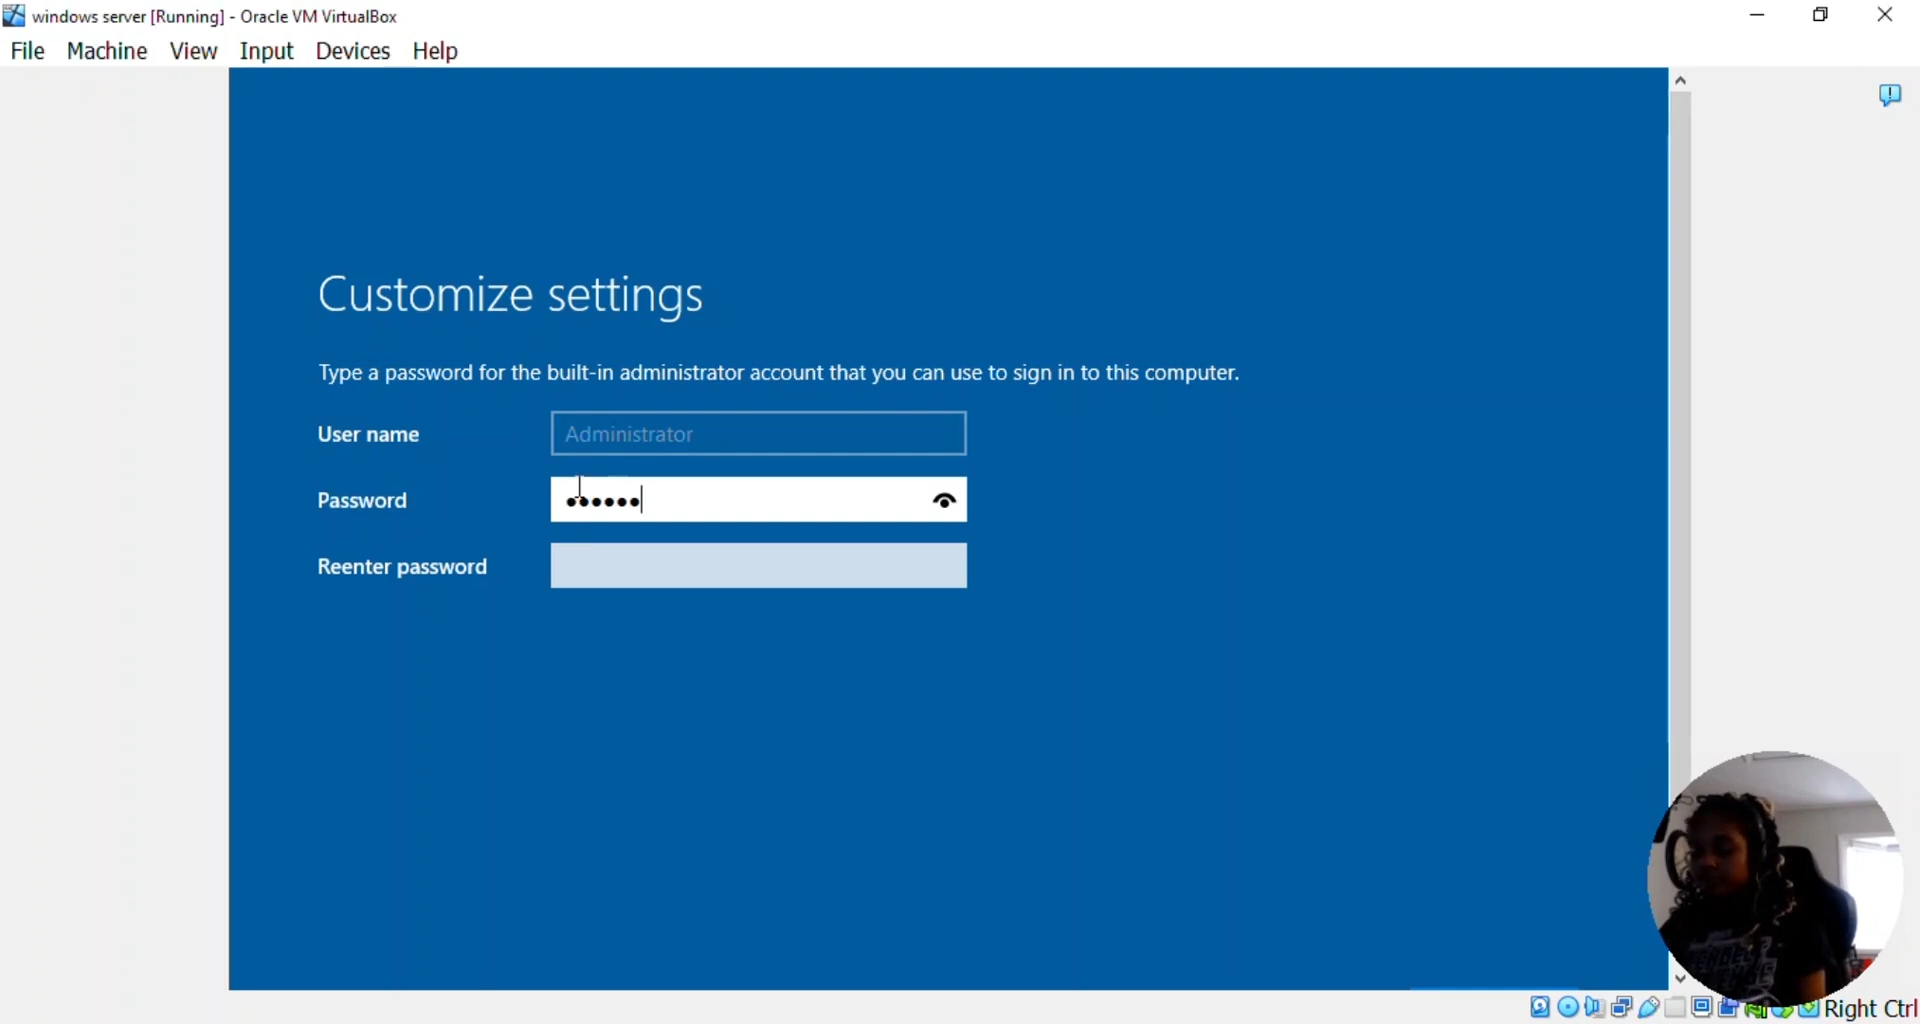 windows server [Running] - Oracle VM VirtualBox
File Machine View Input Devices Help
Customize settings
Type a password for the built-in administrator account that you can use to sign in to this computer.
User name Administrator
Password ••••••
Reenter password
Right Ctrl